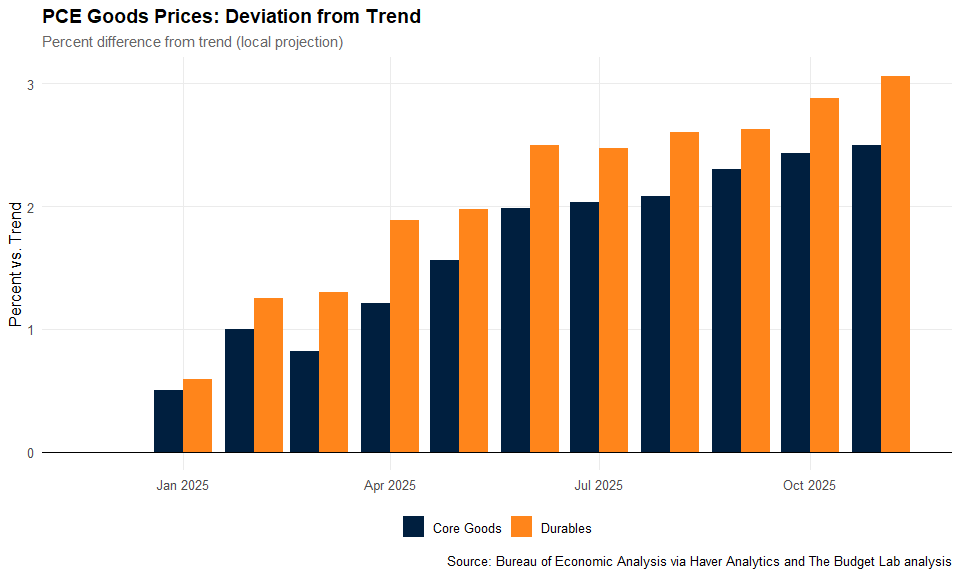 PCE Goods Prices: Deviation from Trend
Percent difference from trend (local projection)
Percent vs. Trend
3
2
1
0
Jan 2025 Apr 2025 Jul 2025 Oct 2025
Core Goods Durables
Source: Bureau of Economic Analysis via Haver Analytics and The Budget Lab analysis